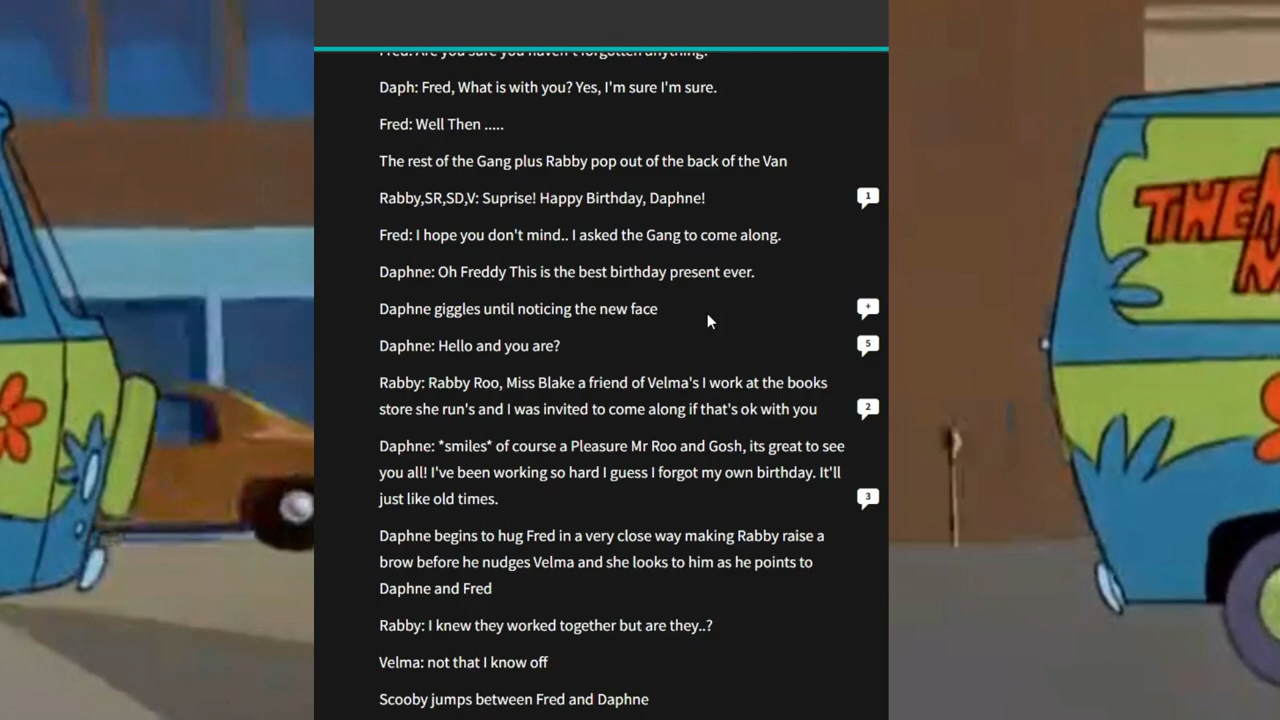 Fred: Are you sure you haven't forgotten anything.
Daph: Fred, What is with you? Yes, I'm sure I'm sure.
Fred: Well Then .....
The rest of the Gang plus Rabby pop out of the back of the Van
Rabby,SR,SD,V: Suprise! Happy Birthday, Daphne!
1
Fred: I hope you don't mind.. I asked the Gang to come along.
Daphne: Oh Freddy This is the best birthday present ever.
Daphne giggles until noticing the new face
+
Daphne: Hello and you are?
5
Rabby: Rabby Roo, Miss Blake a friend of Velma's I work at the books
store she run's and I was invited to come along if that's ok with you
2
Daphne: *smiles* of course a Pleasure Mr Roo and Gosh, its great to see
you all! I've been working so hard I guess I forgot my own birthday. It'll
just like old times.
3
Daphne begins to hug Fred in a very close way making Rabby raise a
brow before he nudges Velma and she looks to him as he points to
Daphne and Fred
Rabby: I knew they worked together but are they..?
Velma: not that I know off
Scooby jumps between Fred and Daphne
THE
M